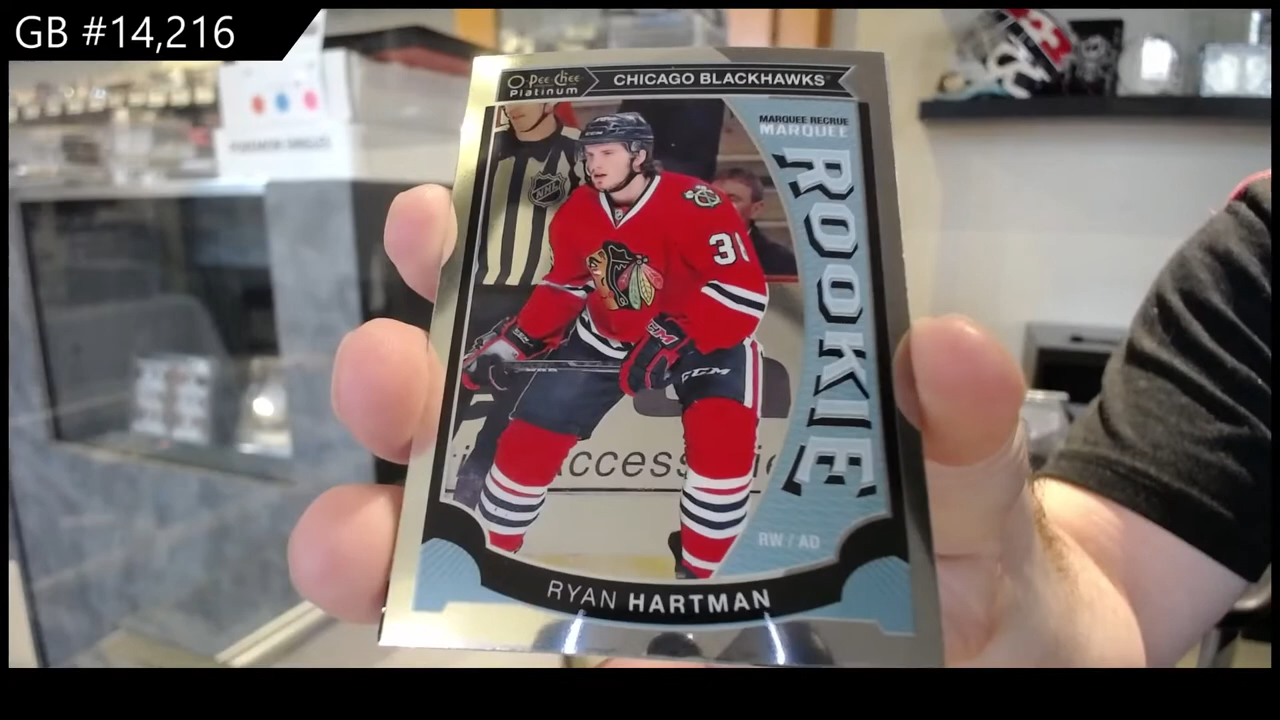 GB #14,216
O-Pee-Chee
Platinum
CHICAGO BLACKHAWKS
MARQUEE RECRUE
MARQUEE
ROOKIE
NHL
CCM
RW / AD
RYAN HARTMAN